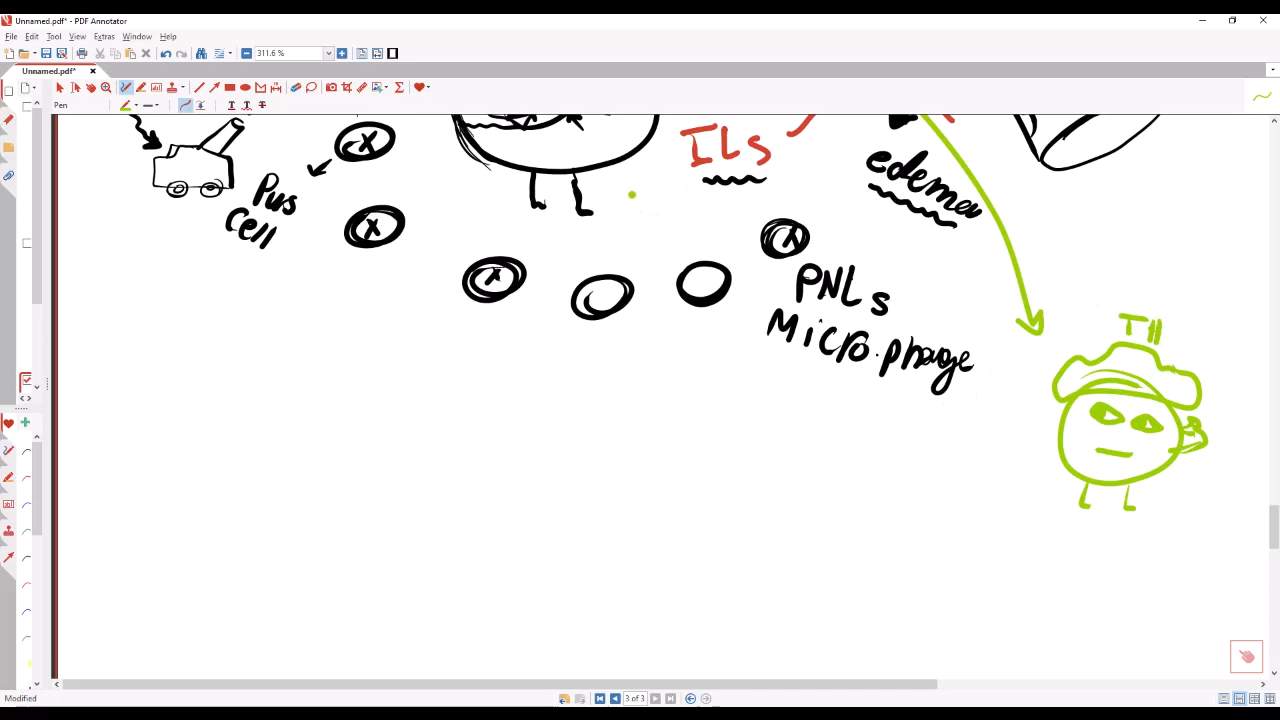 Unnamed.pdf* - PDF Annotator
File Edit Tool View Extras Window Help
311.6 %
Unnamed.pdf*
Pen
ILs
edema
Pus
Cell
PNLs
Micro.phage
TH
Modified
3 of 3